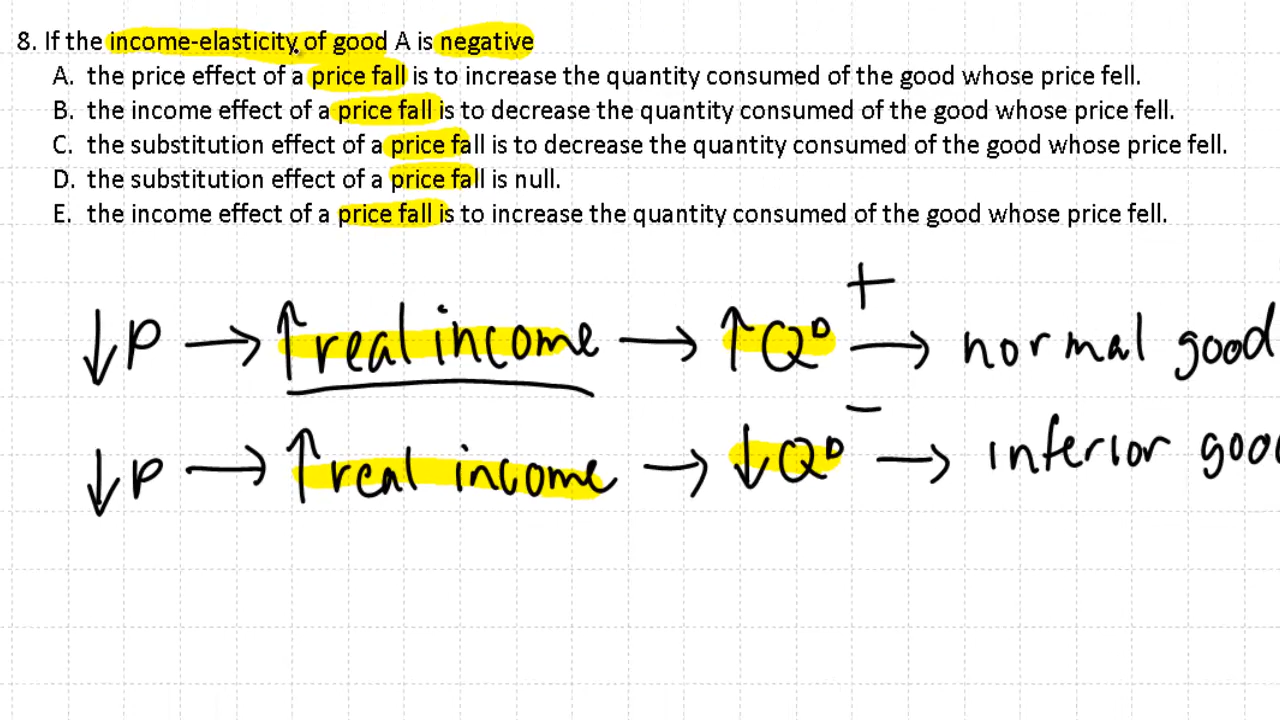 8. If the income-elasticity of good A is negative
A. the price effect of a price fall is to increase the quantity consumed of the good whose price fell.
B. the income effect of a price fall is to decrease the quantity consumed of the good whose price fell.
C. the substitution effect of a price fall is to decrease the quantity consumed of the good whose price fell.
D. the substitution effect of a price fall is null.
E. the income effect of a price fall is to increase the quantity consumed of the good whose price fell.
+
↓P → ↑real income → ↑Qᴰ → normal good
−
↓P → ↑real income → ↓Qᴰ → inferior goo